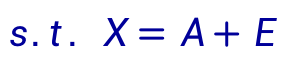 s.t. X = A + E